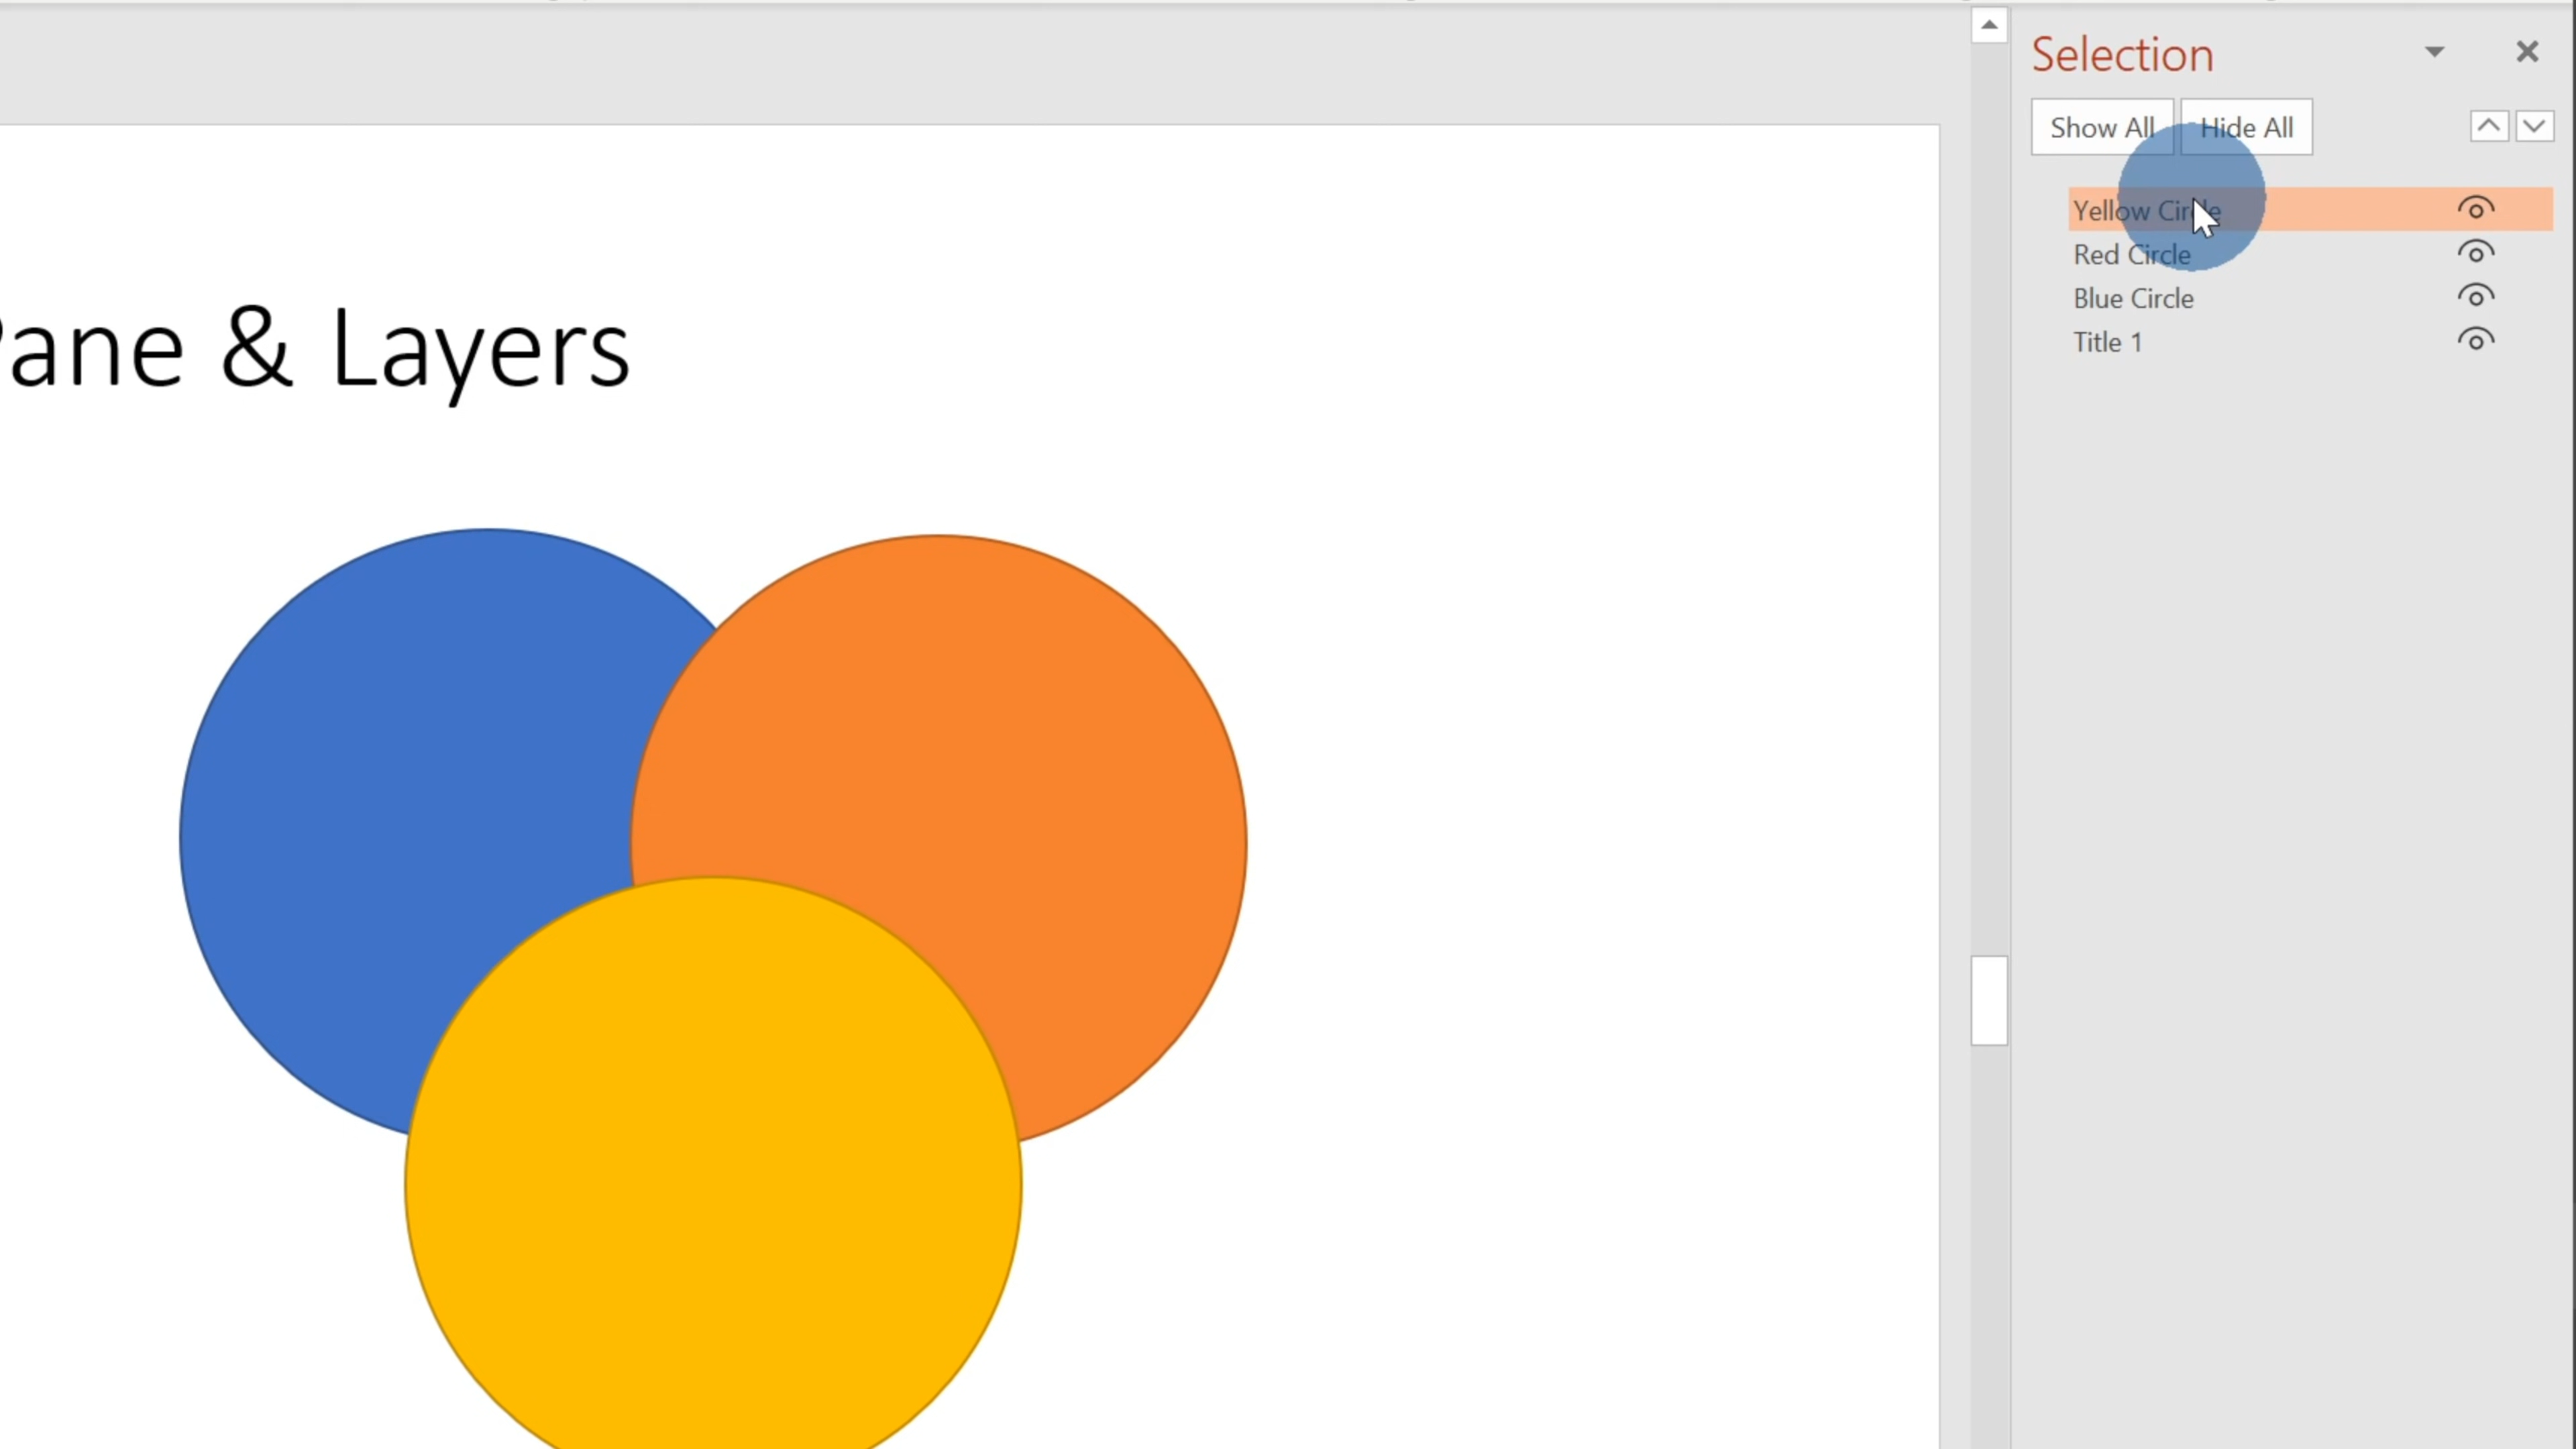 Selection
Show All Hide All
Yellow Circle
Red Circle
Blue Circle
Title 1
ane & Layers